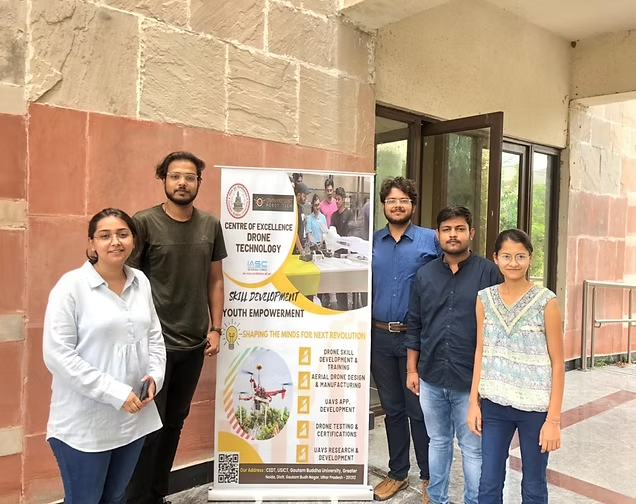 CENTRE OF EXCELLENCE
DRONE
TECHNOLOGY
iASC
SKILL DEVELOPMENT
YOUTH EMPOWERMENT
SHAPING THE MINDS FOR NEXT REVOLUTION
DRONE SKILL
DEVELOPMENT &
TRAINING
AERIAL DRONE DESIGN
& MANUFACTURING
UAVS APP.
DEVELOPMENT
DRONE TESTING &
CERTIFICATIONS
UAVS RESEARCH &
DEVELOPMENT
Our Address : CEDT, USICT, Gautam Buddha University, Greater
Noida, Distt. Gautam Budh Nagar, Uttar Pradesh - 201312